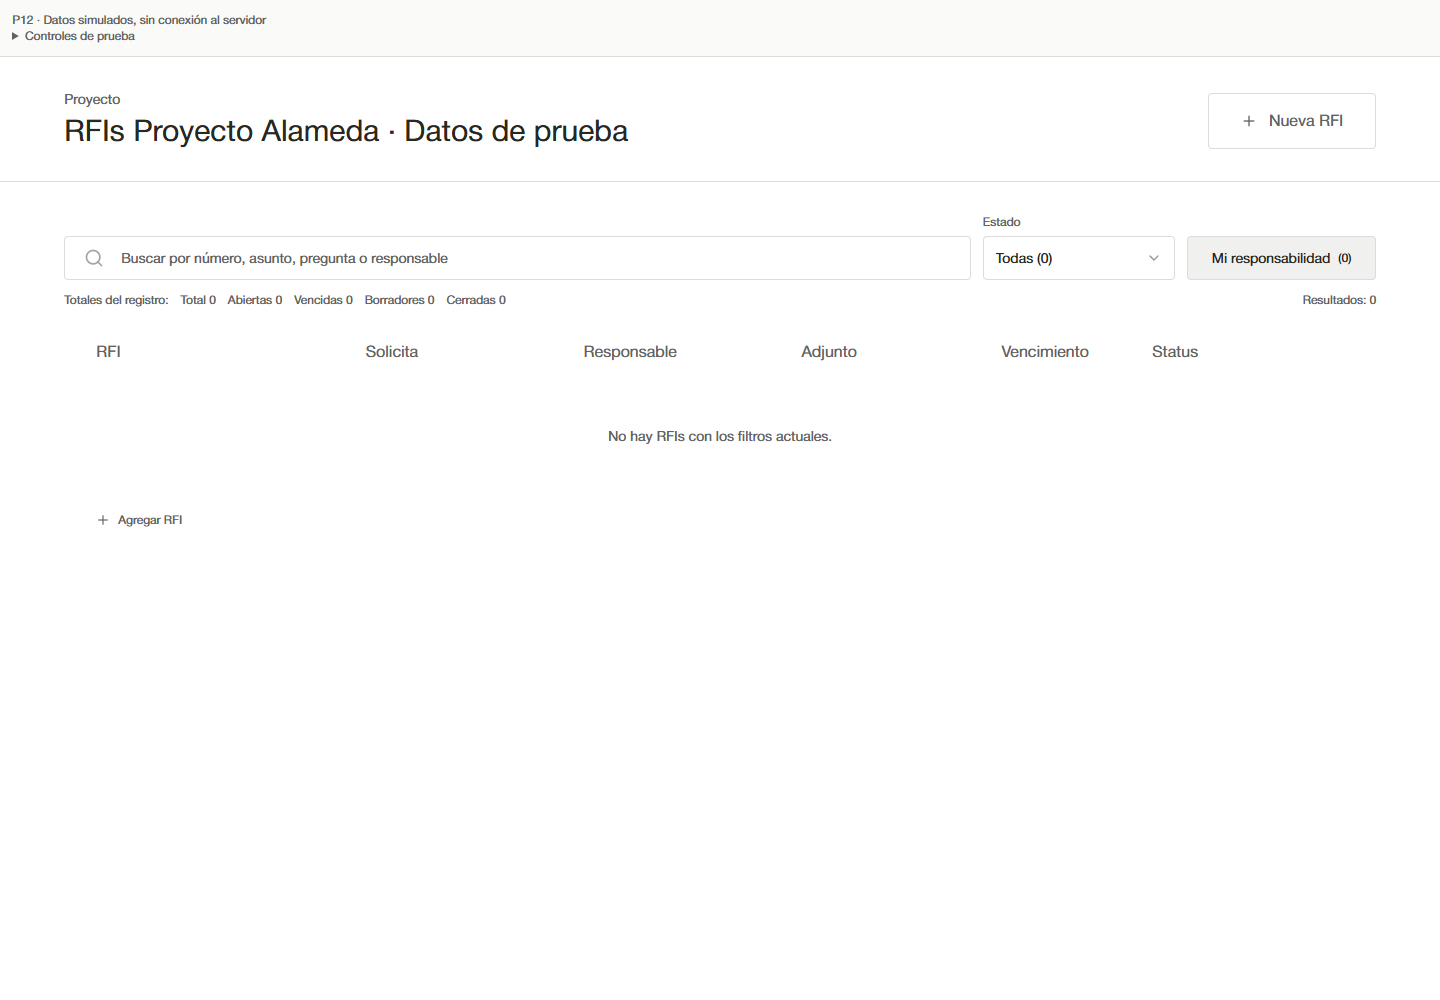 P12 · Datos simulados, sin conexión al servidor
Controles de prueba
Proyecto
RFIs Proyecto Alameda · Datos de prueba
Nueva RFI
Estado
Buscar por número, asunto, pregunta o responsable
Todas (0)
Mi responsabilidad (0)
Totales del registro: Total 0 Abiertas 0 Vencidas 0 Borradores 0 Cerradas 0
Resultados: 0
RFI Solicita Responsable Adjunto Vencimiento Status
No hay RFIs con los filtros actuales.
Agregar RFI